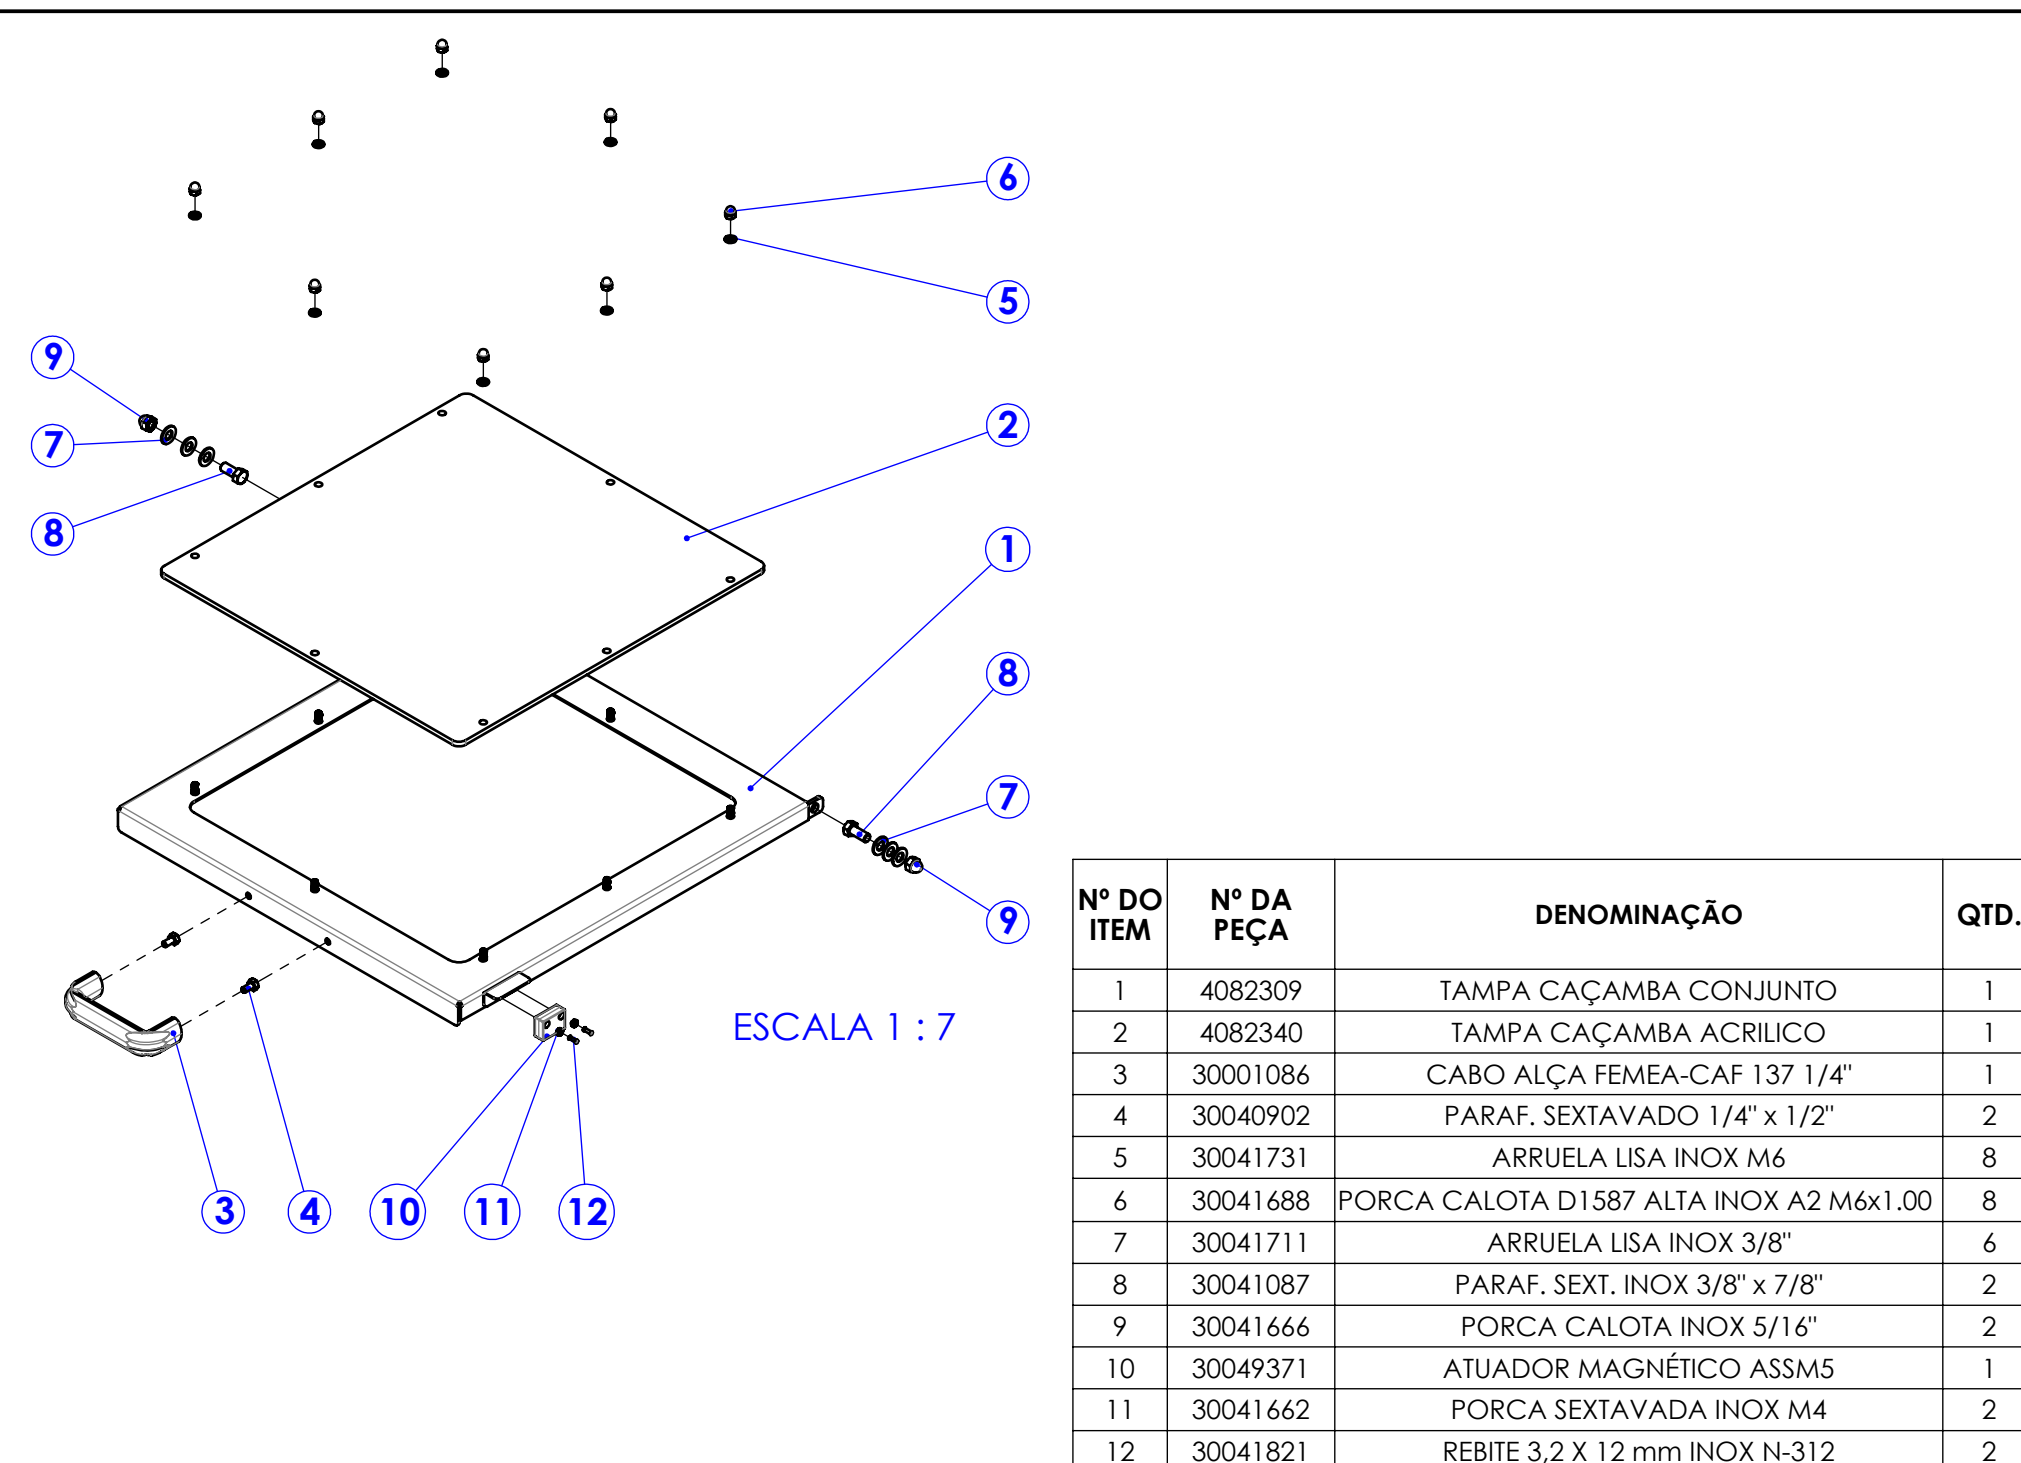 6
5
9
7
2
8
1
8
7
9
ESCALA 1 : 7
3
4
10
11
12
Nº DO ITEM Nº DA PEÇA DENOMINAÇÃO QTD.
1 4082309 TAMPA CAÇAMBA CONJUNTO 1
2 4082340 TAMPA CAÇAMBA ACRILICO 1
3 30001086 CABO ALÇA FEMEA-CAF 137 1/4" 1
4 30040902 PARAF. SEXTAVADO 1/4" x 1/2" 2
5 30041731 ARRUELA LISA INOX M6 8
6 30041688 PORCA CALOTA D1587 ALTA INOX A2 M6x1.00 8
7 30041711 ARRUELA LISA INOX 3/8" 6
8 30041087 PARAF. SEXT. INOX 3/8" x 7/8" 2
9 30041666 PORCA CALOTA INOX 5/16" 2
10 30049371 ATUADOR MAGNÉTICO ASSM5 1
11 30041662 PORCA SEXTAVADA INOX M4 2
12 30041821 REBITE 3,2 X 12 mm INOX N-312 2